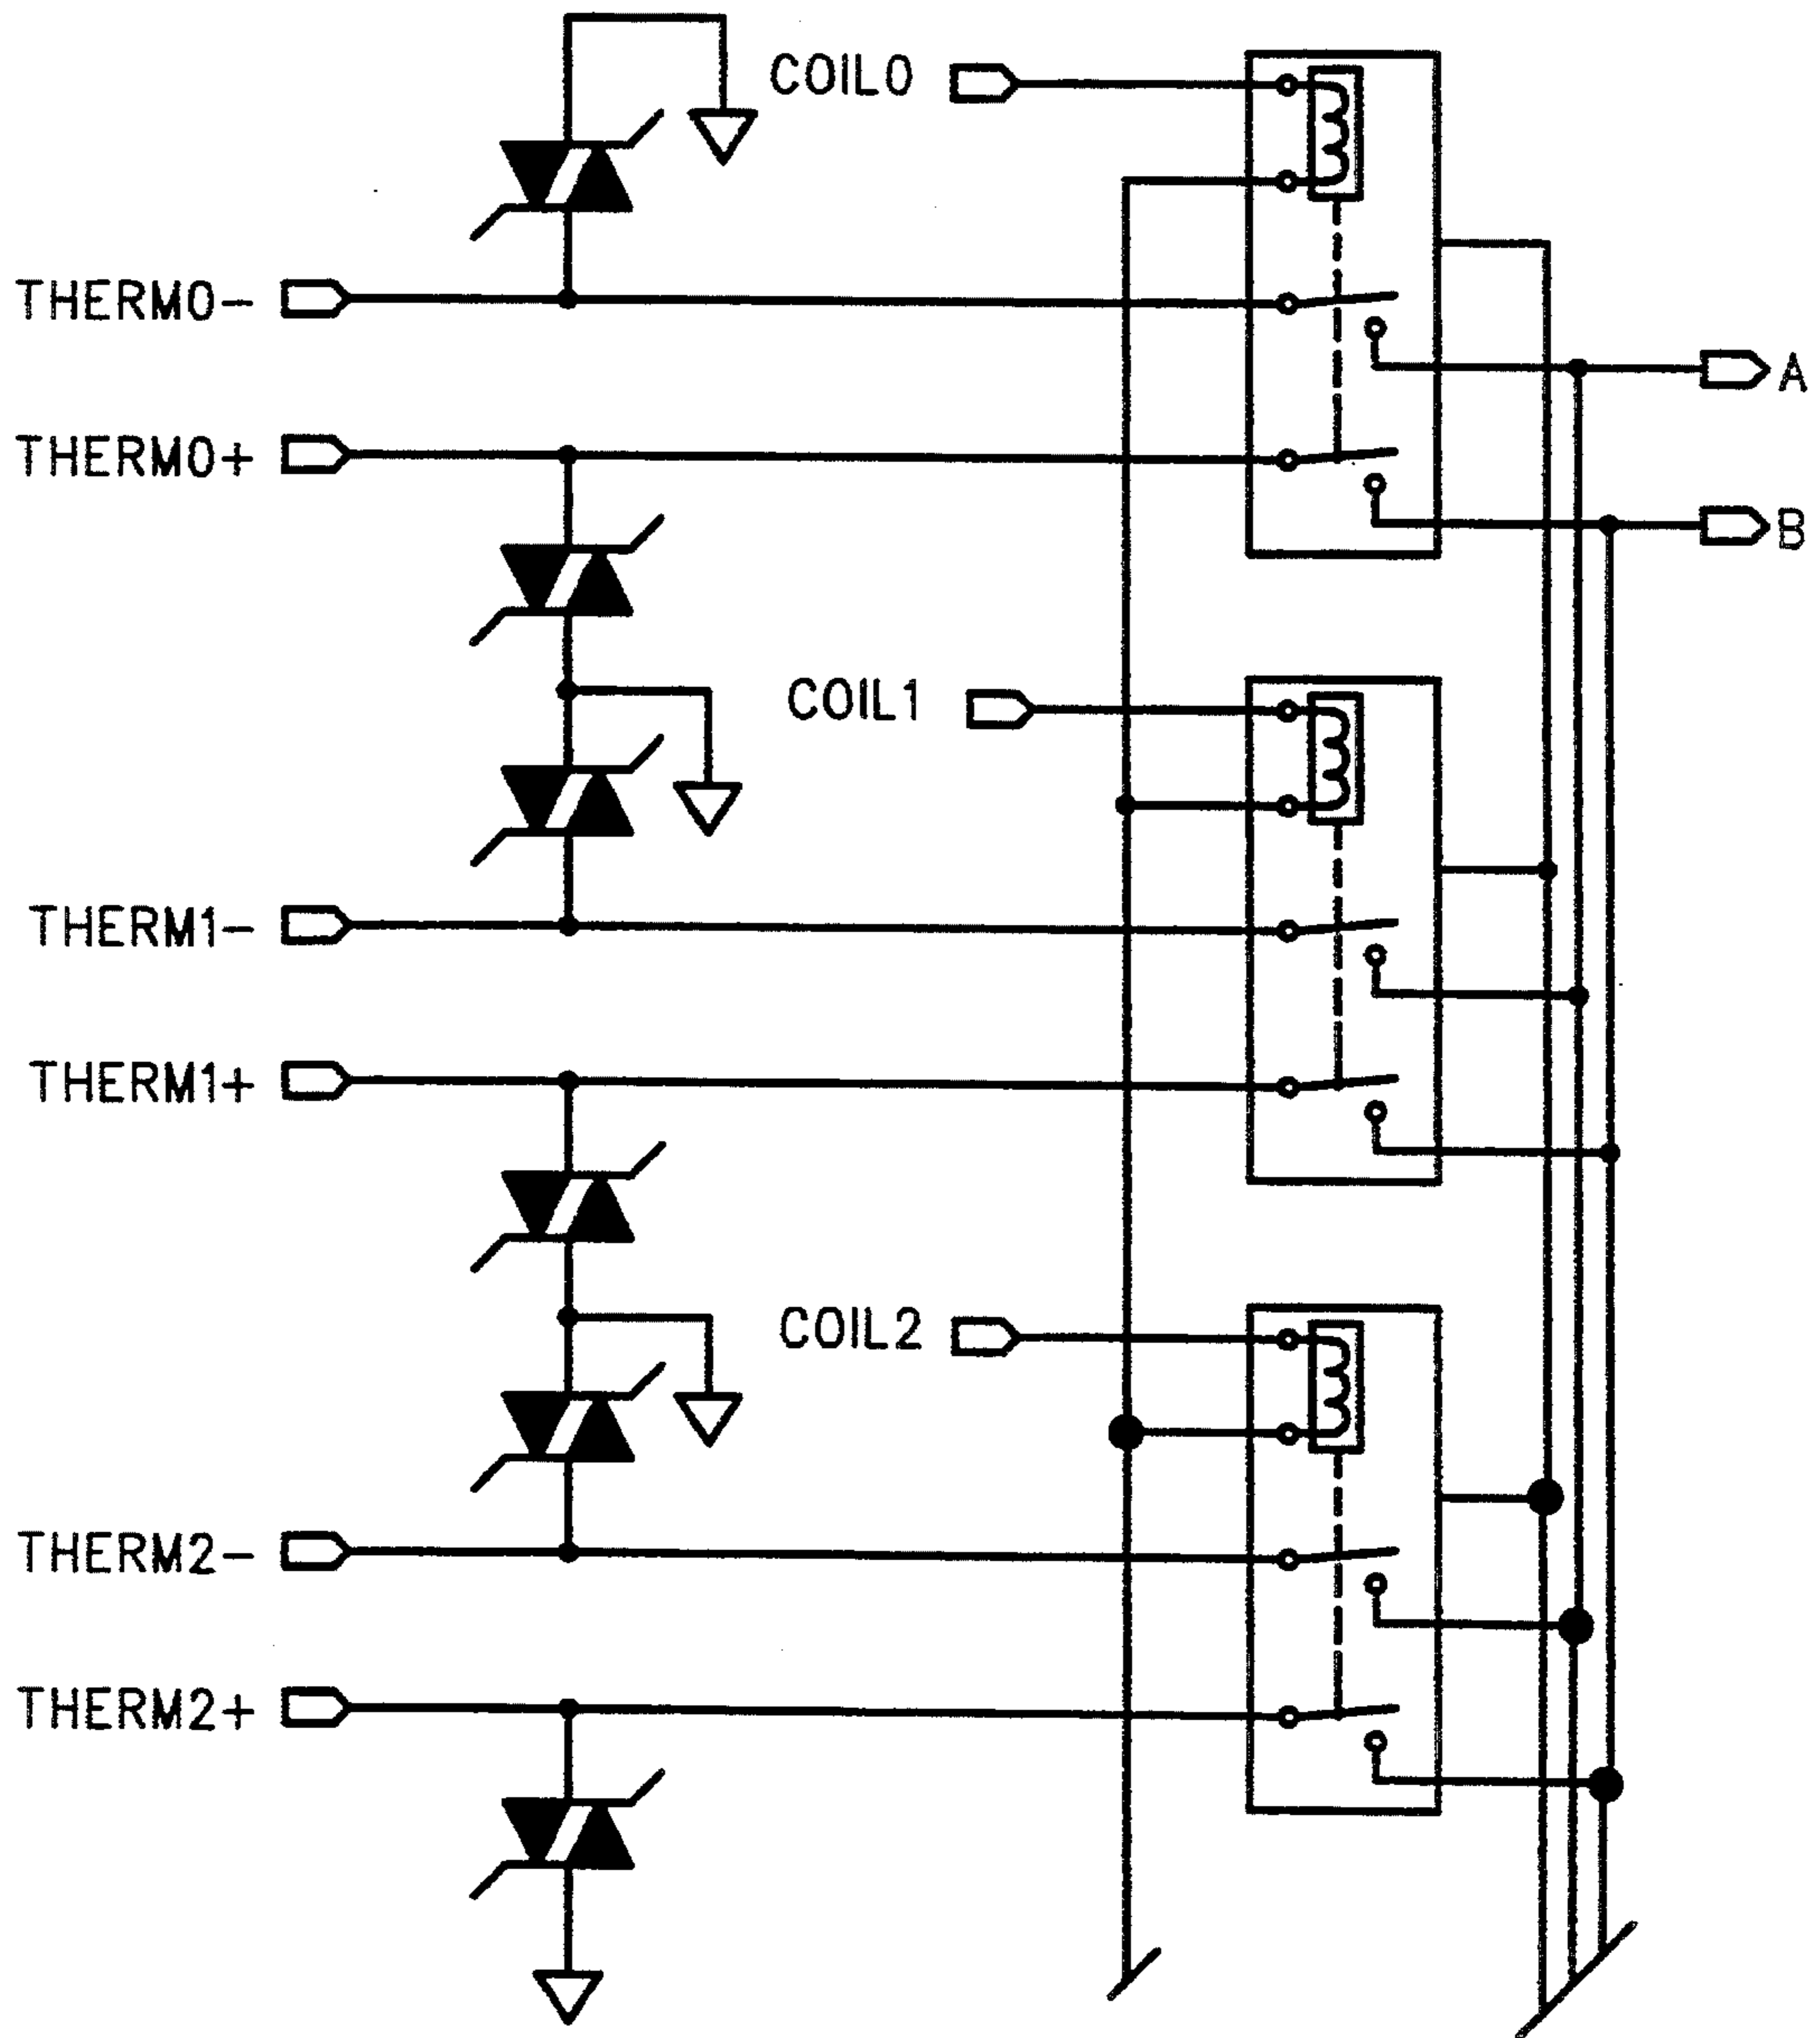 COIL0
THERM0-
A
THERM0+
B
COIL1
THERM1-
THERM1+
COIL2
THERM2-
THERM2+